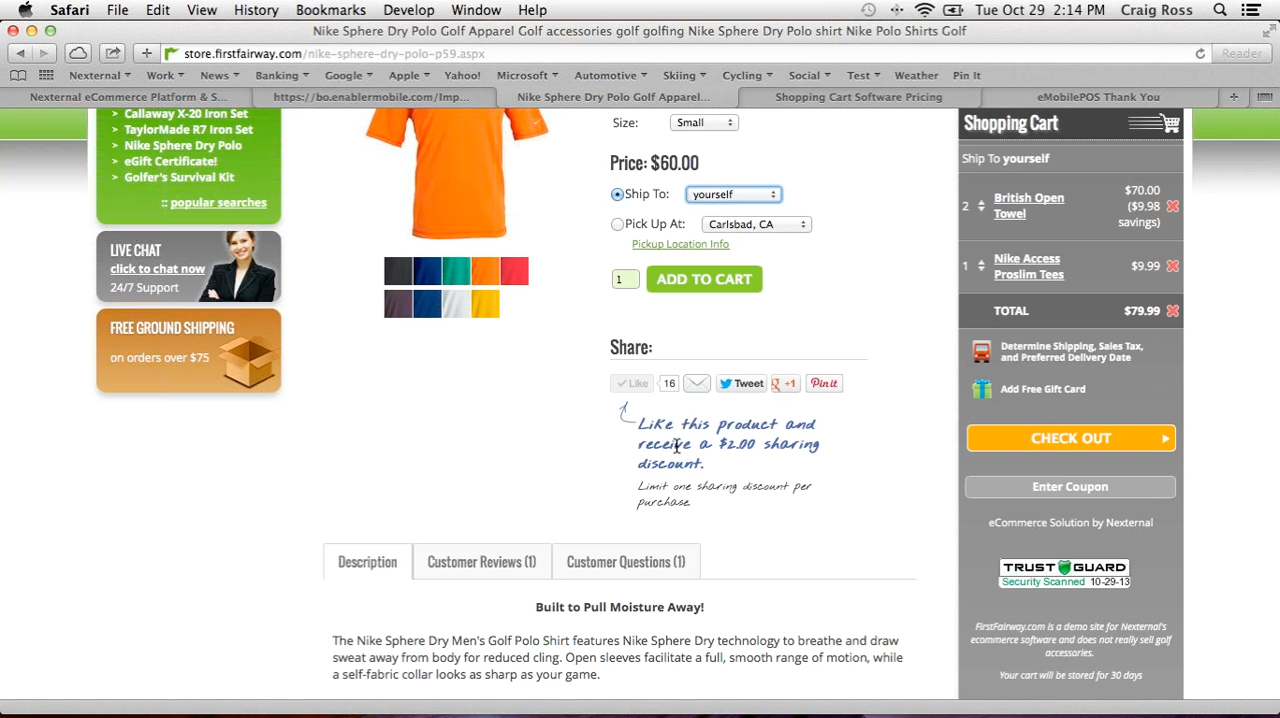 Safari File Edit View History Bookmarks Develop Window Help Tue Oct 29 2:14 PM Craig Ross
Nike Sphere Dry Polo Golf Apparel Golf accessories golf golfing Nike Sphere Dry Polo shirt Nike Polo Shirts Golf
store.firstfairway.com/nike-sphere-dry-polo-p59.aspx Reader
Nexternal Work News Banking Google Apple Yahoo! Microsoft Automotive Skiing Cycling Social Test Weather Pin It
Nexternal eCommerce Platform & S... https://bo.enablermobile.com/Imp... Nike Sphere Dry Polo Golf Apparel... Shopping Cart Software Pricing eMobilePOS Thank You
> Callaway X-20 Iron Set
> TaylorMade R7 Iron Set
> Nike Sphere Dry Polo
> eGift Certificate!
> Golfer's Survival Kit
:: popular searches
LIVE CHAT
click to chat now
24/7 Support
FREE GROUND SHIPPING
on orders over $75
Size: Small
Price: $60.00
Ship To: yourself
Pick Up At: Carlsbad, CA
Pickup Location Info
1 ADD TO CART
Share:
Like 16 Tweet g +1 Pin it
Like this product and
receive a $2.00 sharing
discount.
Limit one sharing discount per
purchase.
Description Customer Reviews (1) Customer Questions (1)
Built to Pull Moisture Away!
The Nike Sphere Dry Men's Golf Polo Shirt features Nike Sphere Dry technology to breathe and draw
sweat away from body for reduced cling. Open sleeves facilitate a full, smooth range of motion, while
a self-fabric collar looks as sharp as your game.
Shopping Cart
Ship To yourself
2 British Open Towel $70.00 ($9.98 savings)
1 Nike Access Proslim Tees $9.99
TOTAL $79.99
Determine Shipping, Sales Tax,
and Preferred Delivery Date
Add Free Gift Card
CHECK OUT
Enter Coupon
eCommerce Solution by Nexternal
TRUST GUARD
Security Scanned 10-29-13
FirstFairway.com is a demo site for Nexternal's
ecommerce software and does not really sell golf
accessories.
Your cart will be stored for 30 days